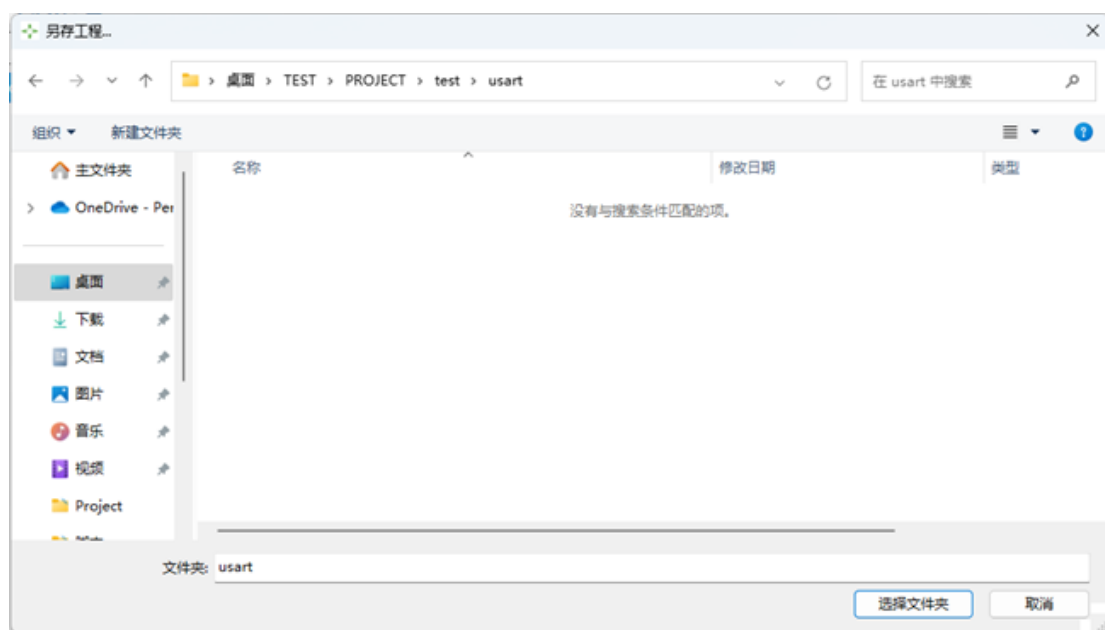 另存工程...
桌面 > TEST > PROJECT > test > usart
在 usart 中搜索
组织 新建文件夹
名称 修改日期 类型
主文件夹
OneDrive - Per
没有与搜索条件匹配的项。
桌面
下载
文档
图片
音乐
视频
Project
文件夹: usart
选择文件夹 取消